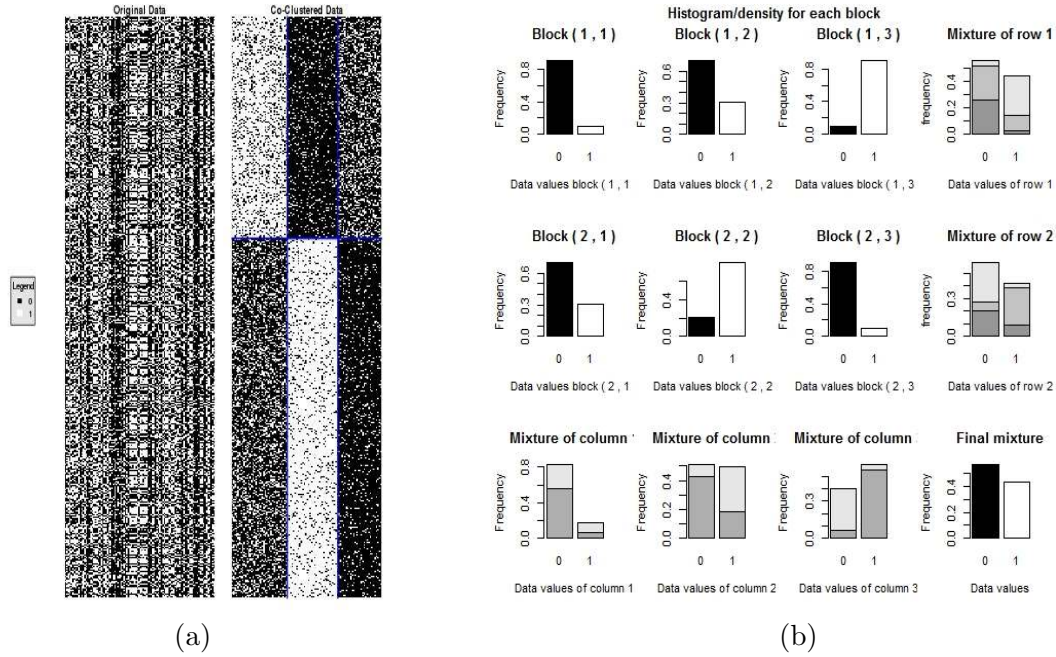 Original Data
Co-Clustered Data
Legend
0
1
(a)
Histogram/density for each block
Block ( 1 , 1 )
Frequency
0.0 0.4 0.8
0 1
Data values block ( 1 , 1
Block ( 1 , 2 )
Frequency
0.0 0.3 0.6
0 1
Data values block ( 1 , 2
Block ( 1 , 3 )
Frequency
0.0 0.4 0.8
0 1
Data values block ( 1 , 3
Mixture of row 1
frequency
0.0 0.2 0.4
0 1
Data values of row 1
Block ( 2 , 1 )
Frequency
0.0 0.3 0.6
0 1
Data values block ( 2 , 1
Block ( 2 , 2 )
Frequency
0.0 0.4
0 1
Data values block ( 2 , 2
Block ( 2 , 3 )
Frequency
0.0 0.4 0.8
0 1
Data values block ( 2 , 3
Mixture of row 2
frequency
0.0 0.3
0 1
Data values of row 2
Mixture of column
Frequency
0.0 0.4 0.8
0 1
Data values of column 1
Mixture of column
Frequency
0.0 0.2 0.4
0 1
Data values of column 2
Mixture of column
Frequency
0.0 0.3
0 1
Data values of column 3
Final mixture
Frequency
0.0 0.2 0.4
0 1
Data values
(b)